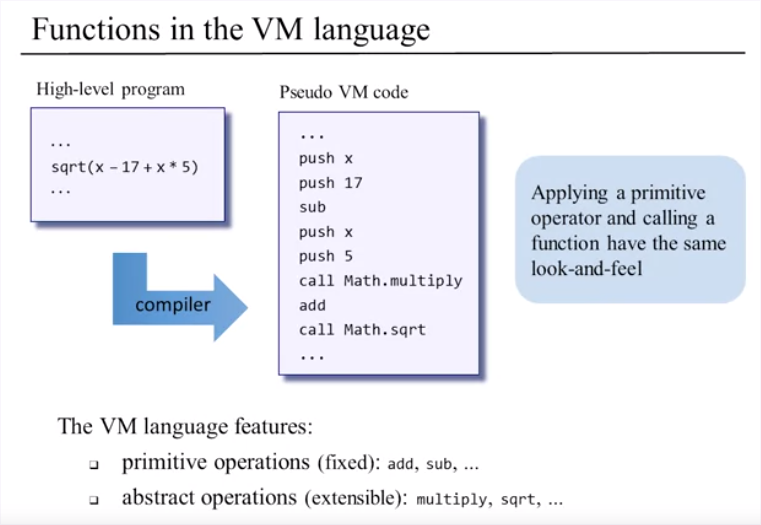 Functions in the VM language
High-level program
...
sqrt(x – 17 + x * 5)
...
compiler
Pseudo VM code
...
push x
push 17
sub
push x
push 5
call Math.multiply
add
call Math.sqrt
...
Applying a primitive
operator and calling a
function have the same
look-and-feel
The VM language features:
❑ primitive operations (fixed): add, sub, ...
❑ abstract operations (extensible): multiply, sqrt, ...